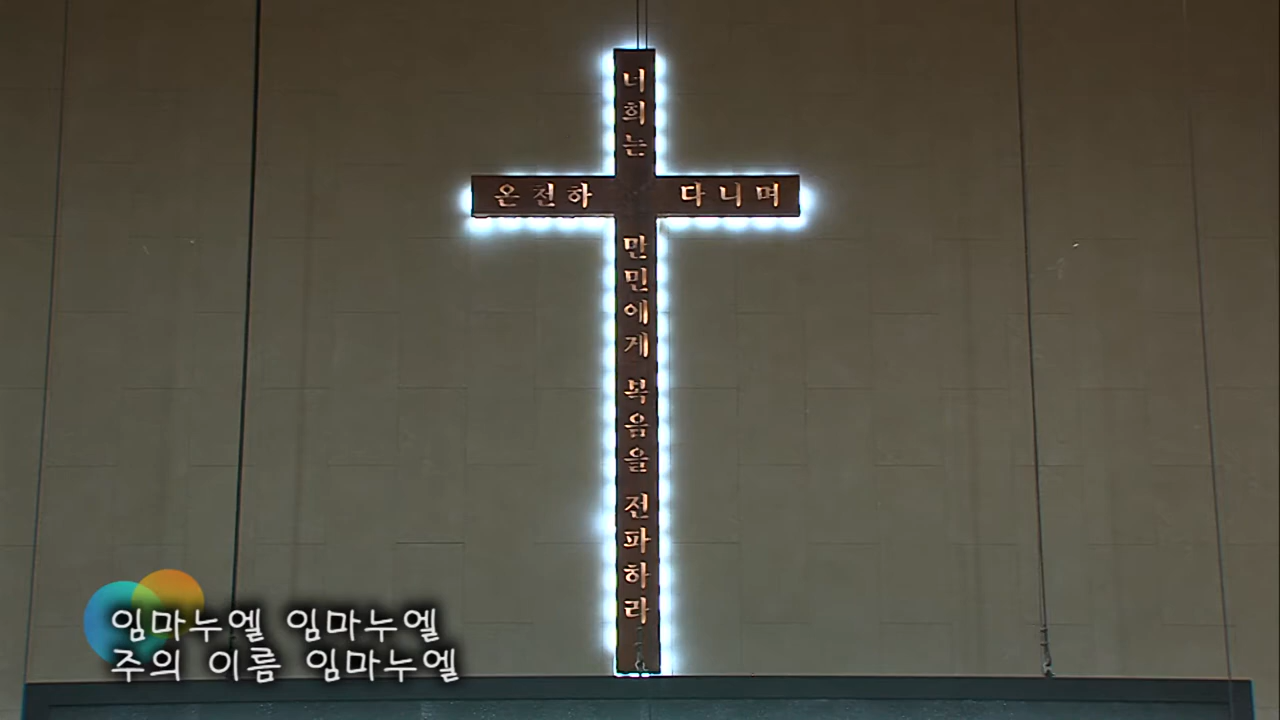 너희는
온천하 다니며
만민에게 복음을 전파하라
임마누엘 임마누엘
주의 이름 임마누엘